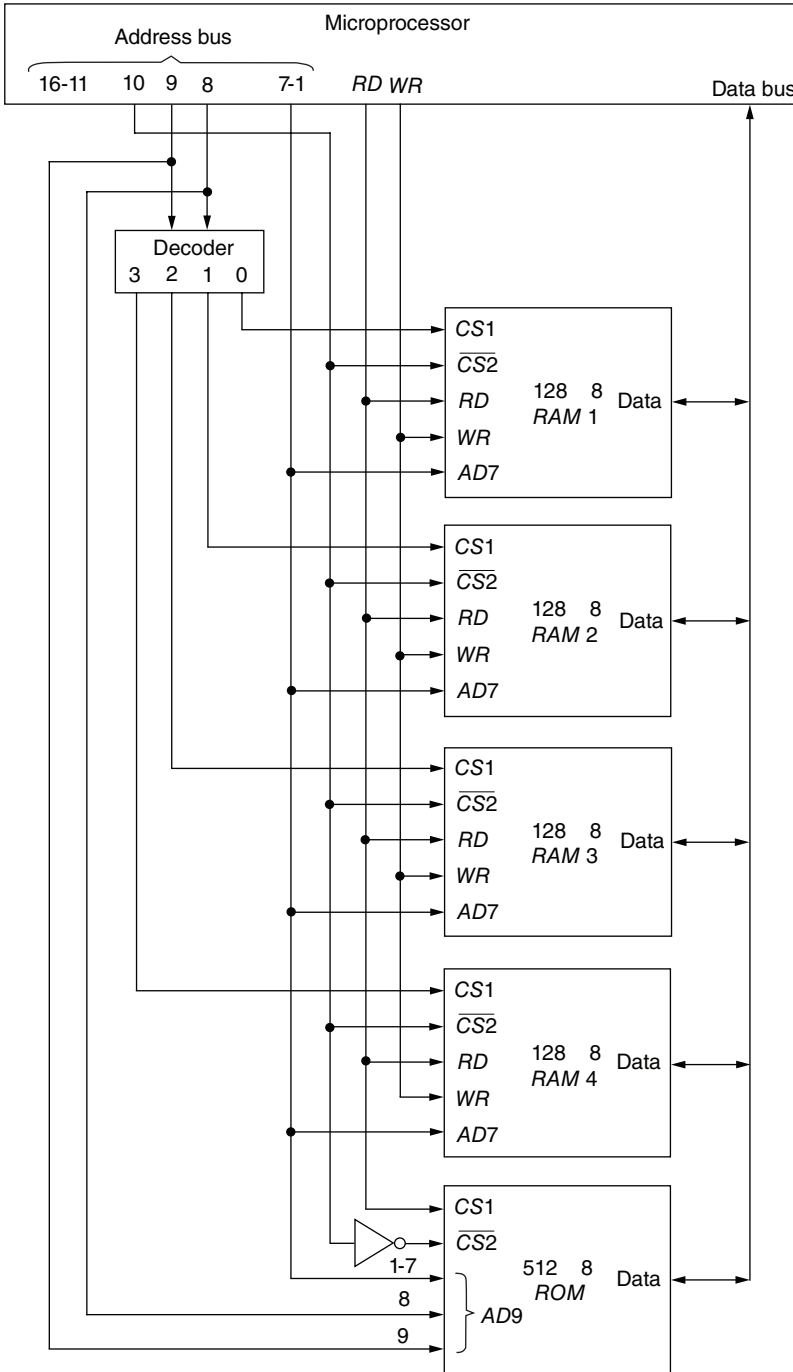 Microprocessor
Address bus
16-11 10 9 8 7-1 RD WR
Data bus
Decoder
3 2 1 0
CS1
CS2
RD
WR
AD7
128 8
RAM 1
Data
CS1
CS2
RD
WR
AD7
128 8
RAM 2
Data
CS1
CS2
RD
WR
AD7
128 8
RAM 3
Data
CS1
CS2
RD
WR
AD7
128 8
RAM 4
Data
CS1
CS2
1-7
8
9
AD9
512 8
ROM
Data